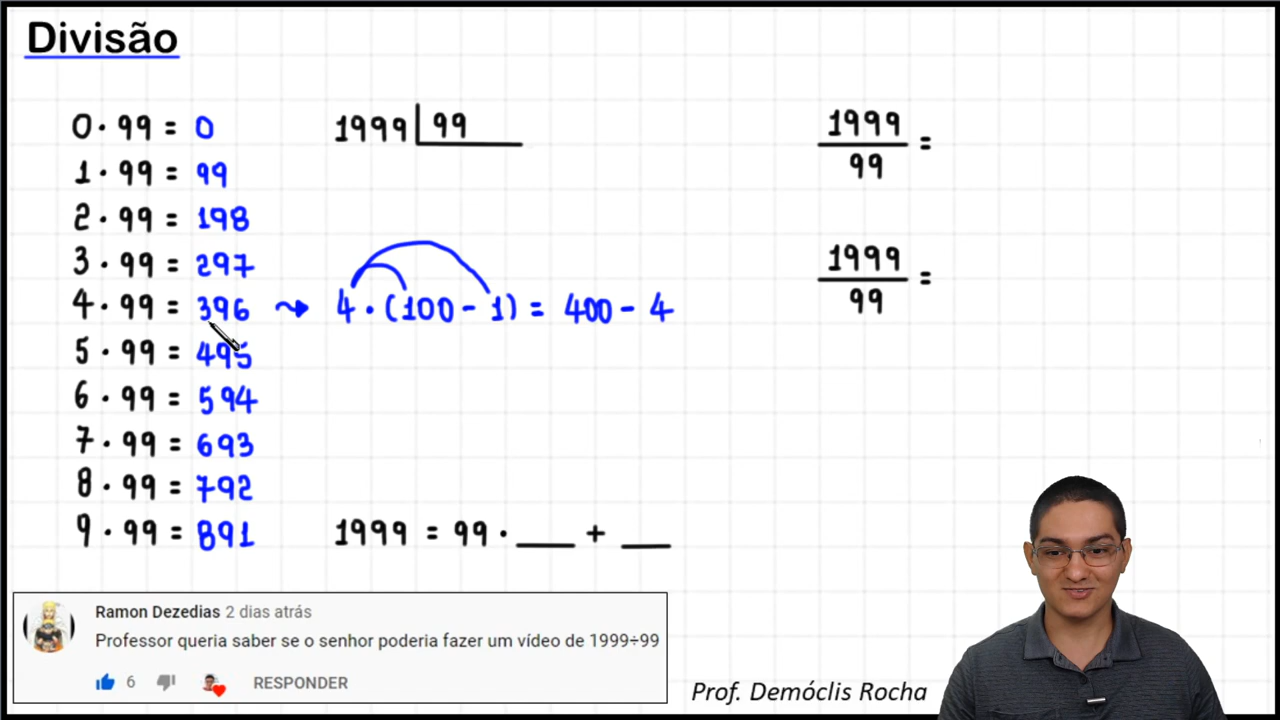 Divisão
0 · 99 = 0
1 · 99 = 99
2 · 99 = 198
3 · 99 = 297
4 · 99 = 396
5 · 99 = 495
6 · 99 = 594
7 · 99 = 693
8 · 99 = 792
9 · 99 = 891
1999 99
4 · (100 - 1) = 400 - 4
1999 = 99 · ___ + ___
1999
99 =
1999
99 =
Ramon Dezedias 2 dias atrás
Professor queria saber se o senhor poderia fazer um vídeo de 1999÷99
6 RESPONDER
Prof. Demóclis Rocha